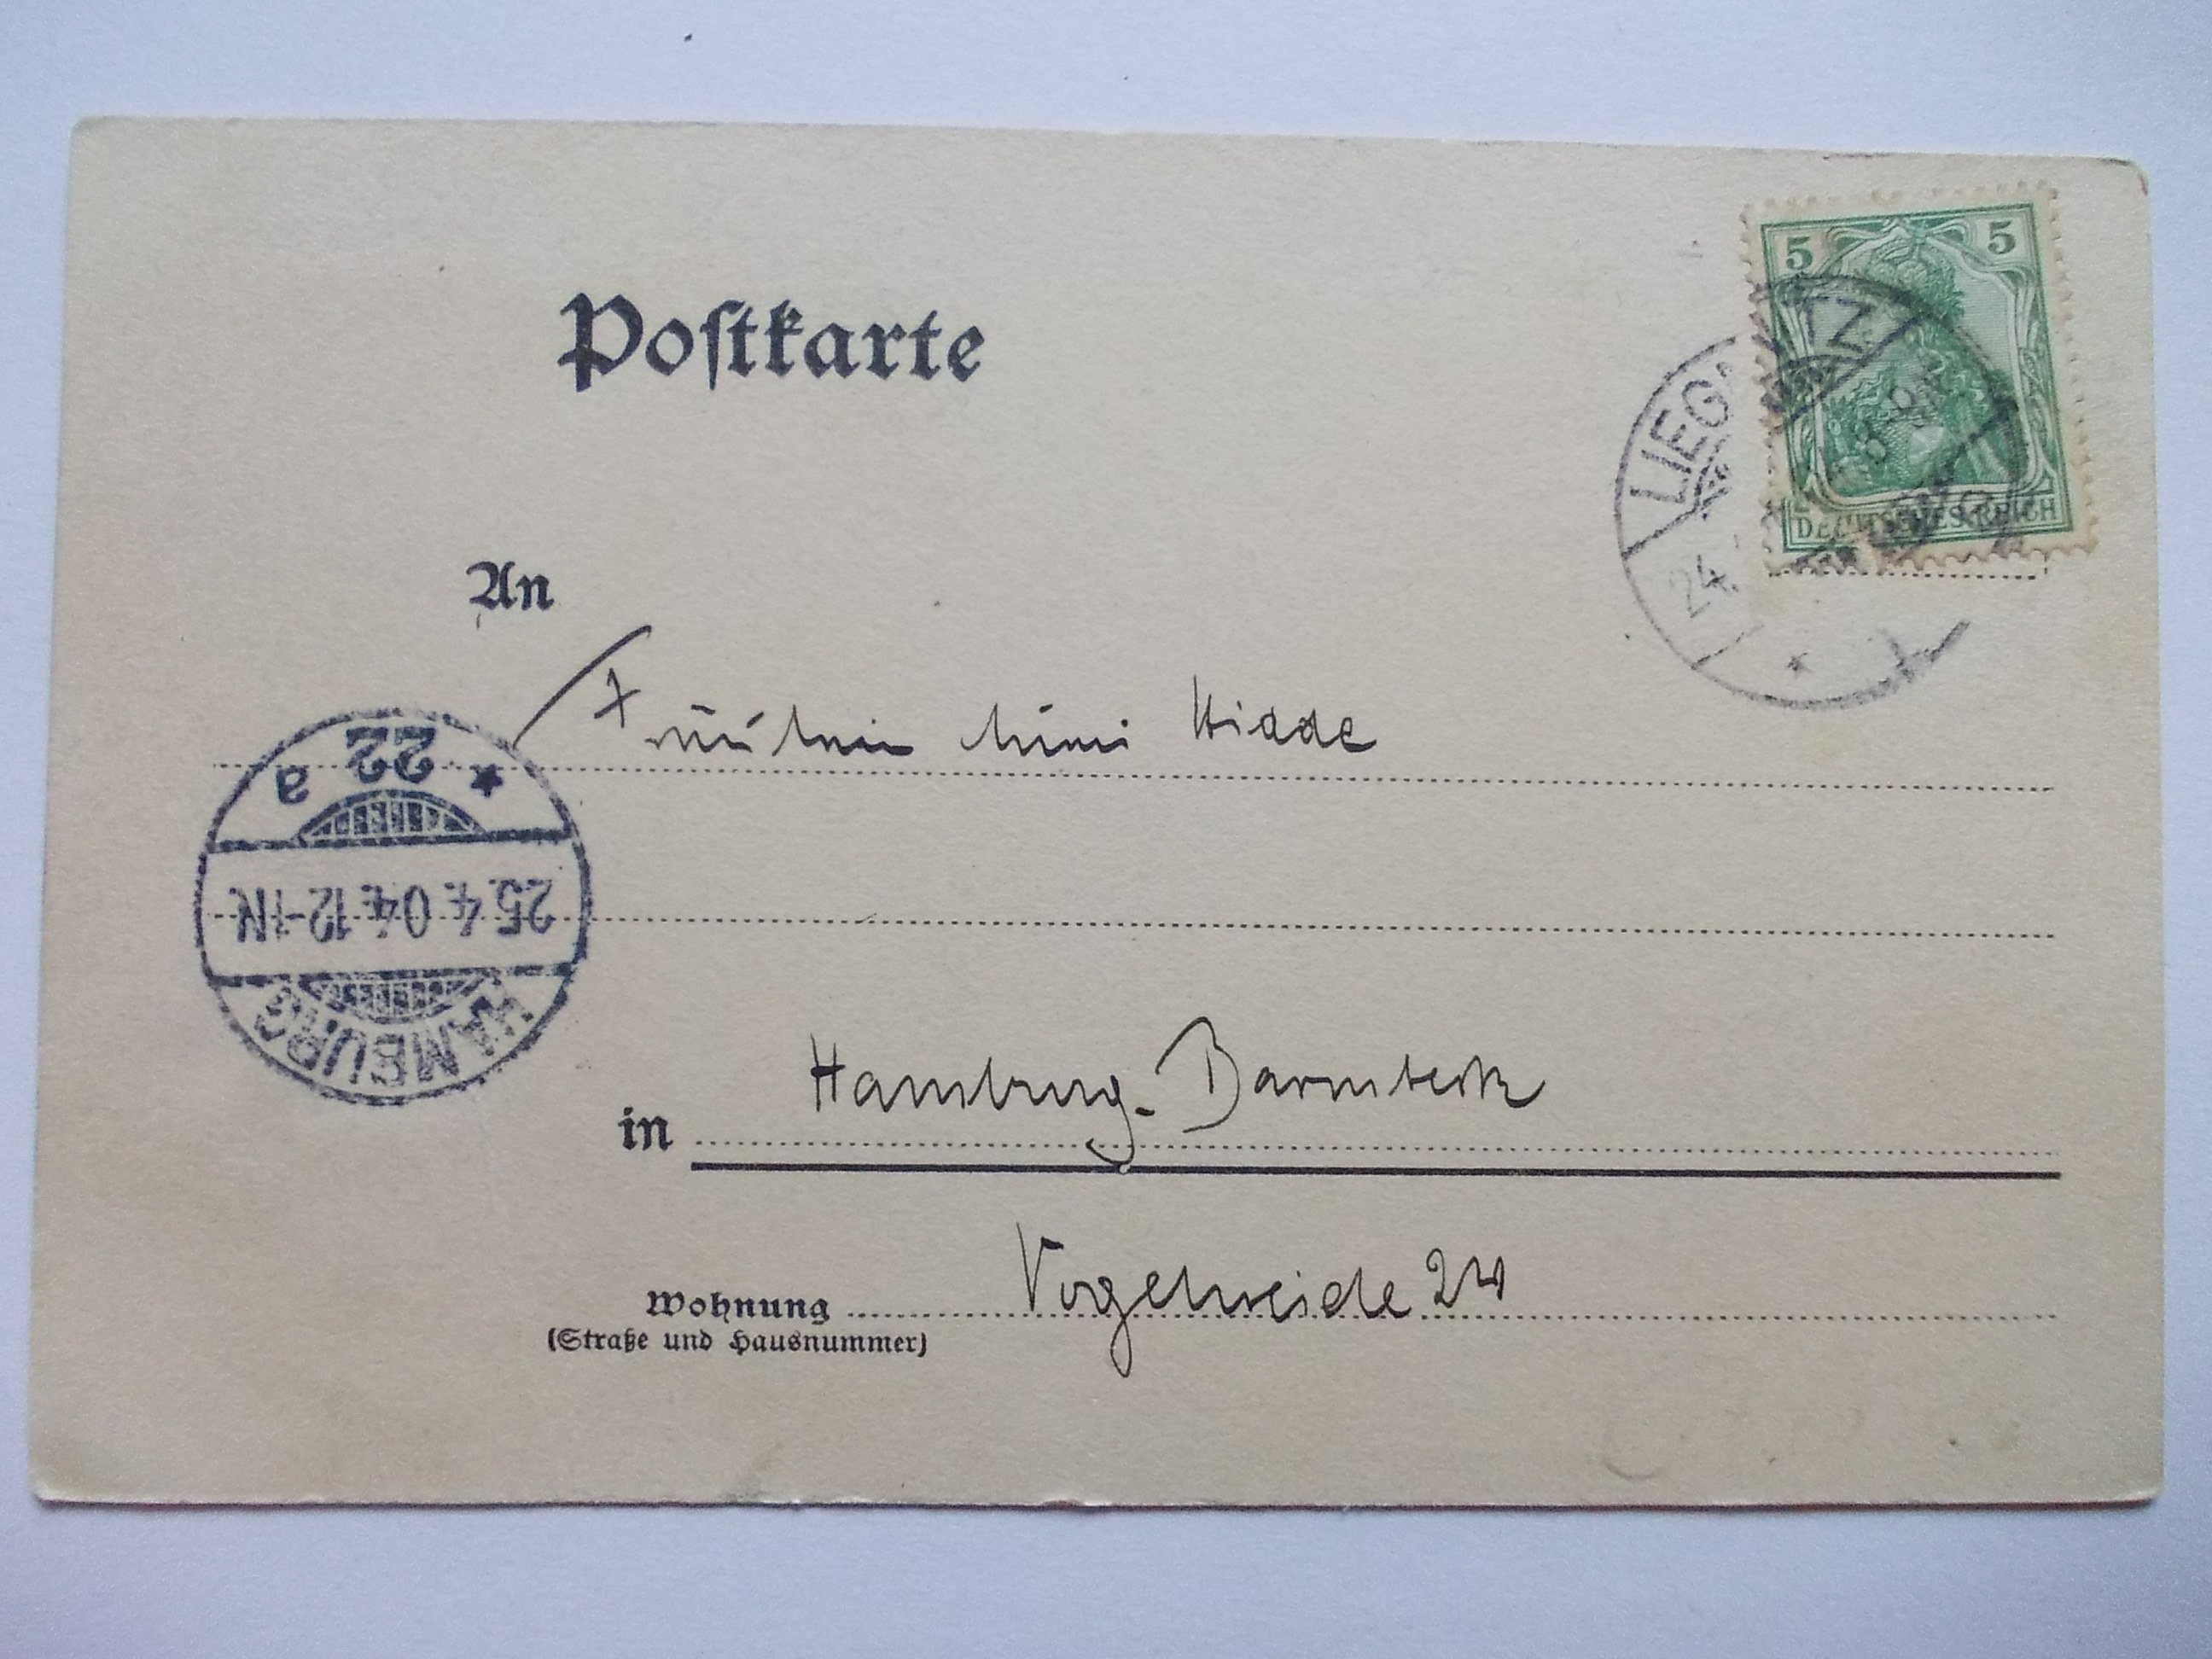 Postkarte
5 5
DEUTSCHES REICH
LIEGNITZ
24.
An
Fräulein Mimi Hidde
* 22 a
25.4.04.12-1N
HAMBURG
in Hamburg-Barmbeck
Wohnung Vogelweide 24
(Straße und Hausnummer)